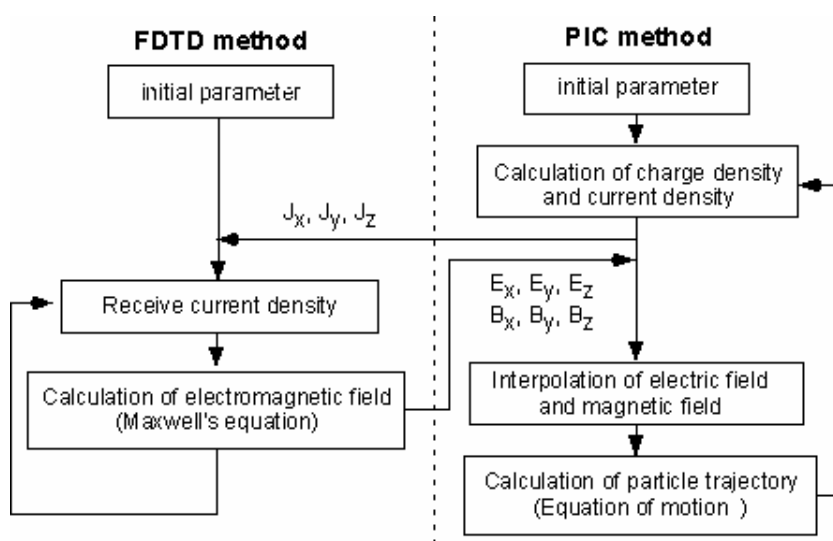 FDTD method
initial parameter
Jx, Jy, Jz
Receive current density
Calculation of electromagnetic field
(Maxwell's equation)
PIC method
initial parameter
Calculation of charge density
and current density
Ex, Ey, Ez
Bx, By, Bz
Interpolation of electric field
and magnetic field
Calculation of particle trajectory
(Equation of motion )